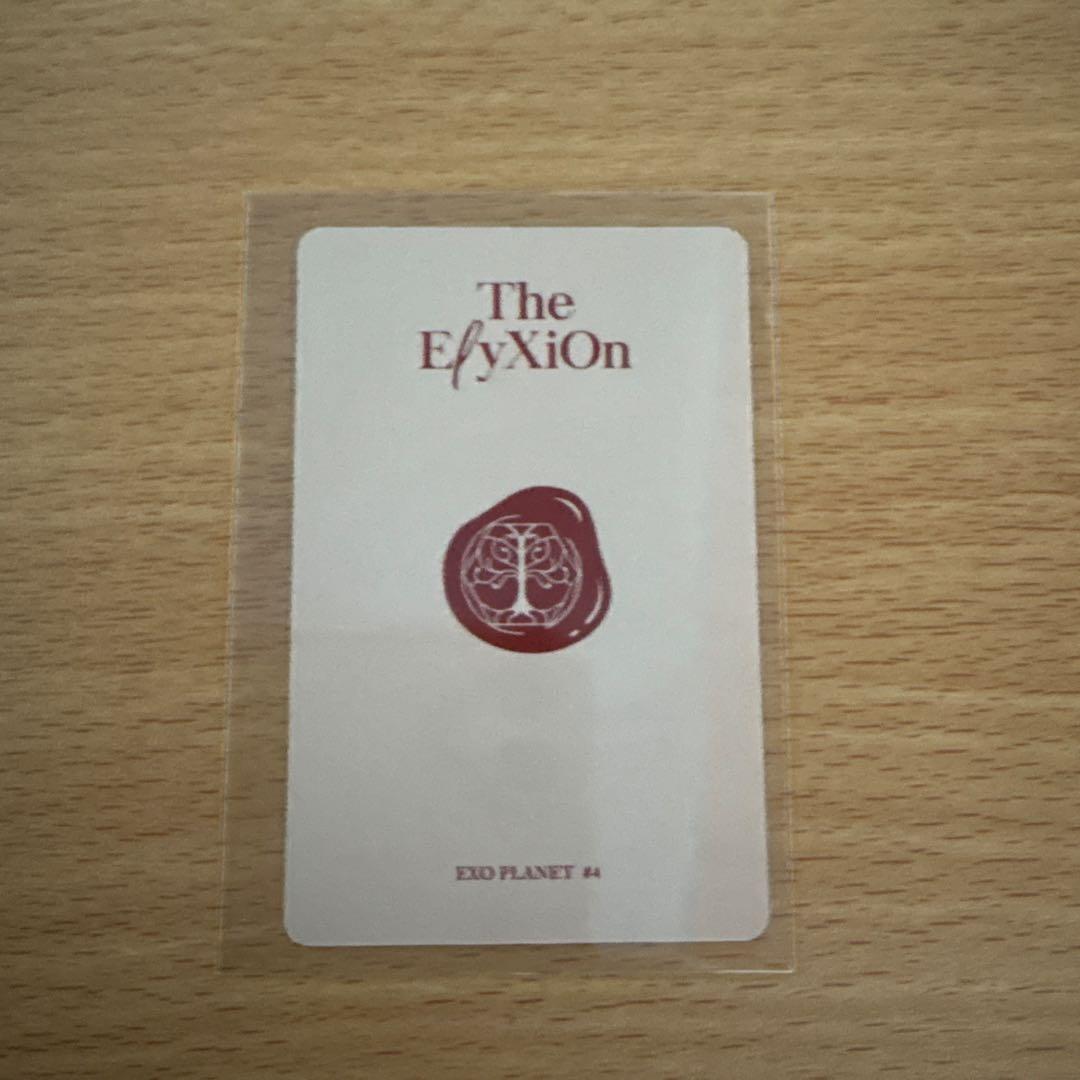 The
ElyXiOn
EXO PLANET #4